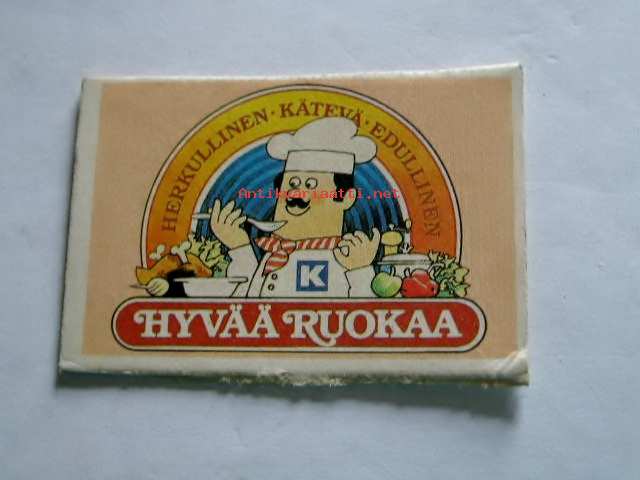 HERKULLINEN · KÄTEVÄ · EDULLINEN
Antikvariaatti.net
K
HYVÄÄ RUOKAA